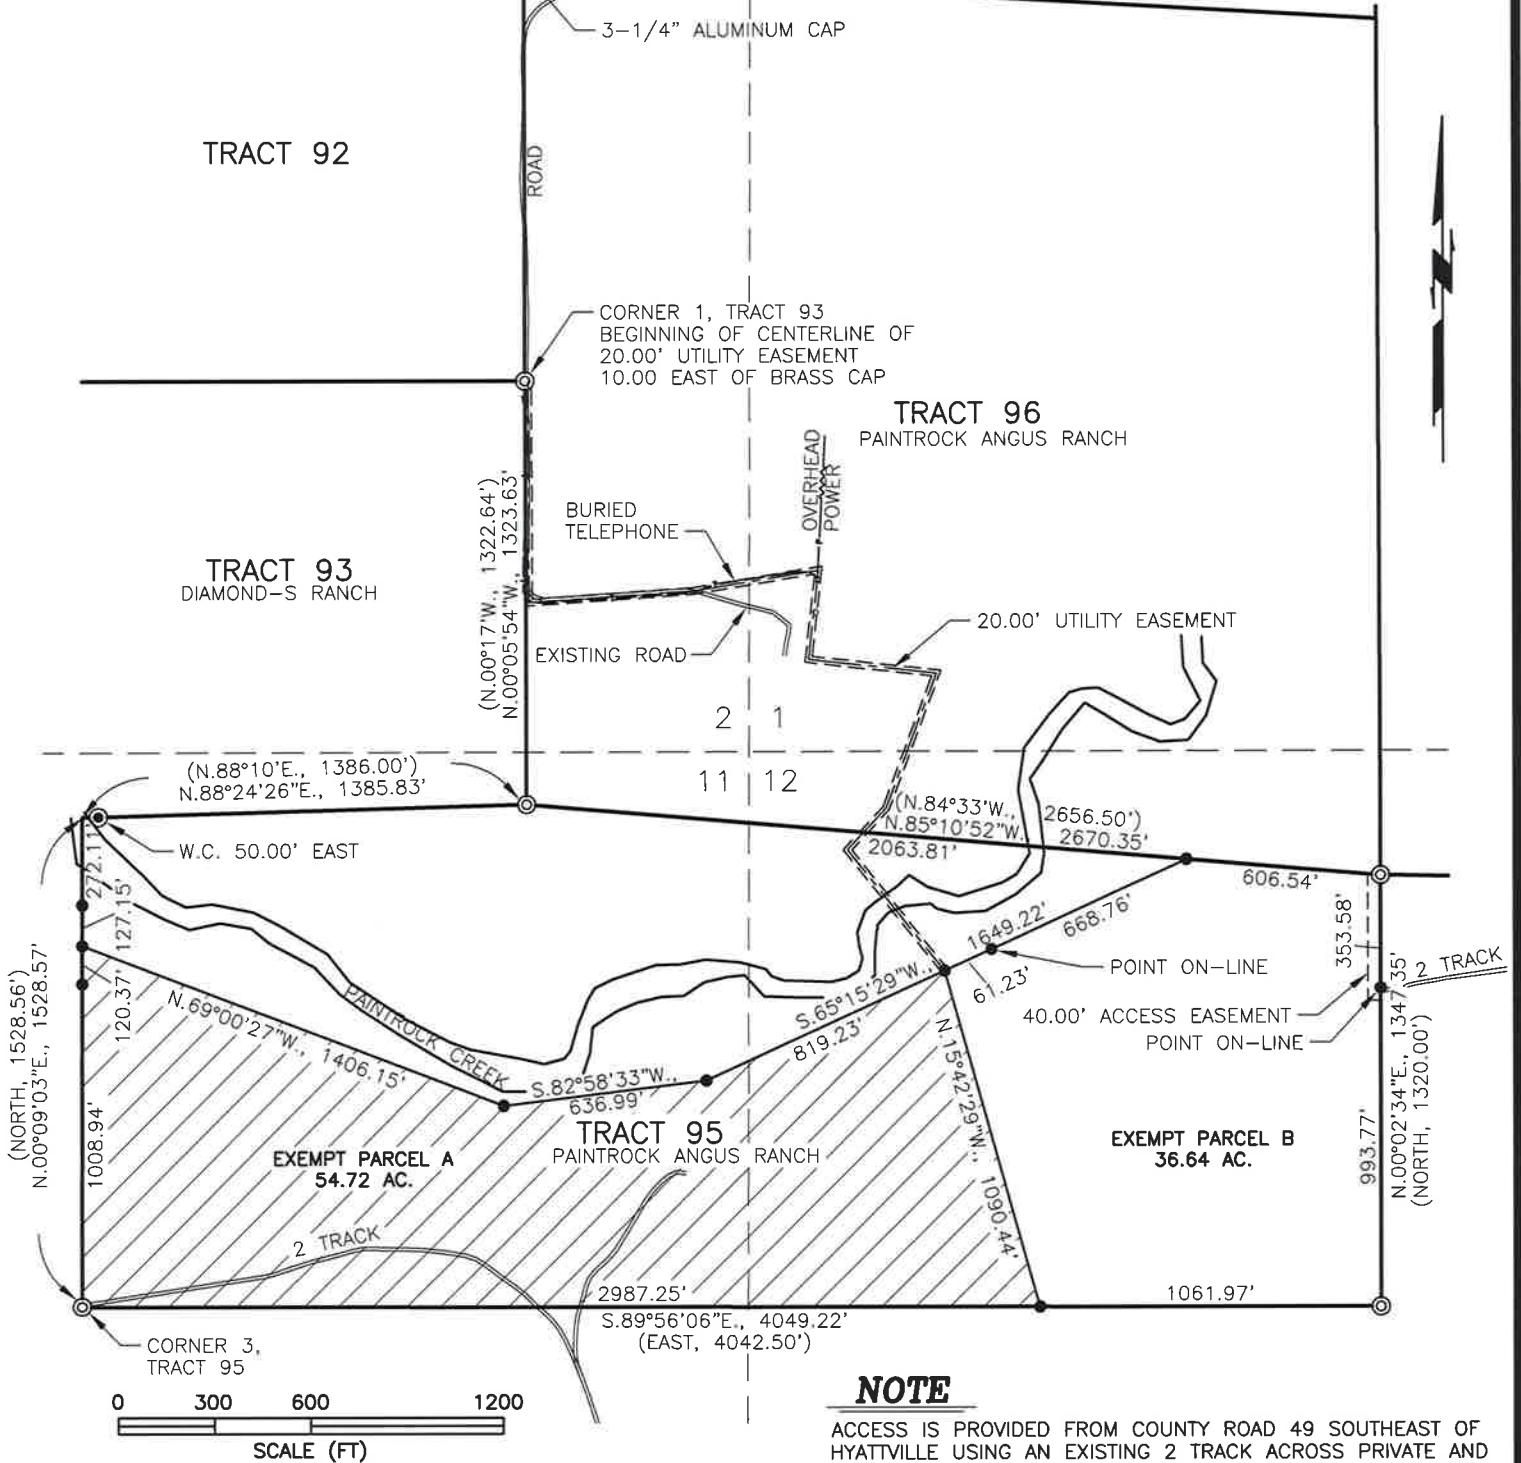 3-1/4" ALUMINUM CAP
TRACT 92
ROAD
CORNER 1, TRACT 93
BEGINNING OF CENTERLINE OF
20.00' UTILITY EASEMENT
10.00 EAST OF BRASS CAP
TRACT 96
PAINTROCK ANGUS RANCH
OVERHEAD
POWER
(N.00°17'W., 1322.64')
N.00°05'54"W., 1323.63'
BURIED
TELEPHONE
TRACT 93
DIAMOND-S RANCH
20.00' UTILITY EASEMENT
EXISTING ROAD
2 1
11 12
(N.88°10'E., 1386.00')
N.88°24'26"E., 1385.83'
(N.84°33'W., 2656.50')
N.85°10'52"W. 2670.35'
2063.81'
606.54'
W.C. 50.00' EAST
272.11'
127.15'
120.37'
1008.94'
(NORTH, 1528.56')
N.00°09'03"E., 1528.57'
353.58'
2 TRACK
1649.22'
668.76'
POINT ON-LINE
61.23'
40.00' ACCESS EASEMENT
POINT ON-LINE
N.69°00'27"W., 1406.15'
PAINTROCK CREEK
S.65°15'29"W.,
819.23'
S.82°58'33"W.,
636.99'
N.15°42'29"W., 1090.44'
TRACT 95
PAINTROCK ANGUS RANCH
EXEMPT PARCEL A
54.72 AC.
EXEMPT PARCEL B
36.64 AC.
993.77'
N.00°02'34"E., 1347.35'
(NORTH, 1320.00')
2 TRACK
2987.25'
1061.97'
S.89°56'06"E., 4049.22'
(EAST, 4042.50')
CORNER 3,
TRACT 95
0 300 600 1200
SCALE (FT)
NOTE
ACCESS IS PROVIDED FROM COUNTY ROAD 49 SOUTHEAST OF
HYATTVILLE USING AN EXISTING 2 TRACK ACROSS PRIVATE AND